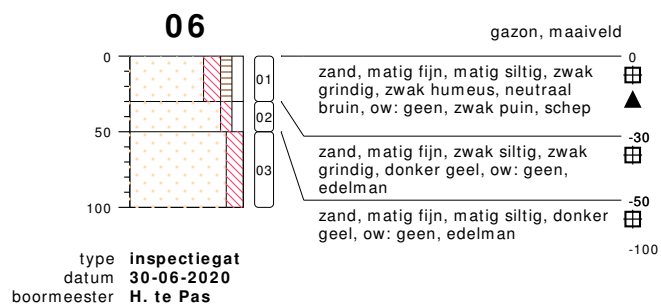 06
gazon, maaiveld
0
50
100
01
02
03
0
zand, matig fijn, matig siltig, zwak
grindig, zwak humeus, neutraal
bruin, ow: geen, zwak puin, schep
-30
zand, matig fijn, zwak siltig, zwak
grindig, donker geel, ow: geen,
edelman
-50
zand, matig fijn, matig siltig, donker
geel, ow: geen, edelman
-100
type inspectiegat
datum 30-06-2020
boormeester H. te Pas